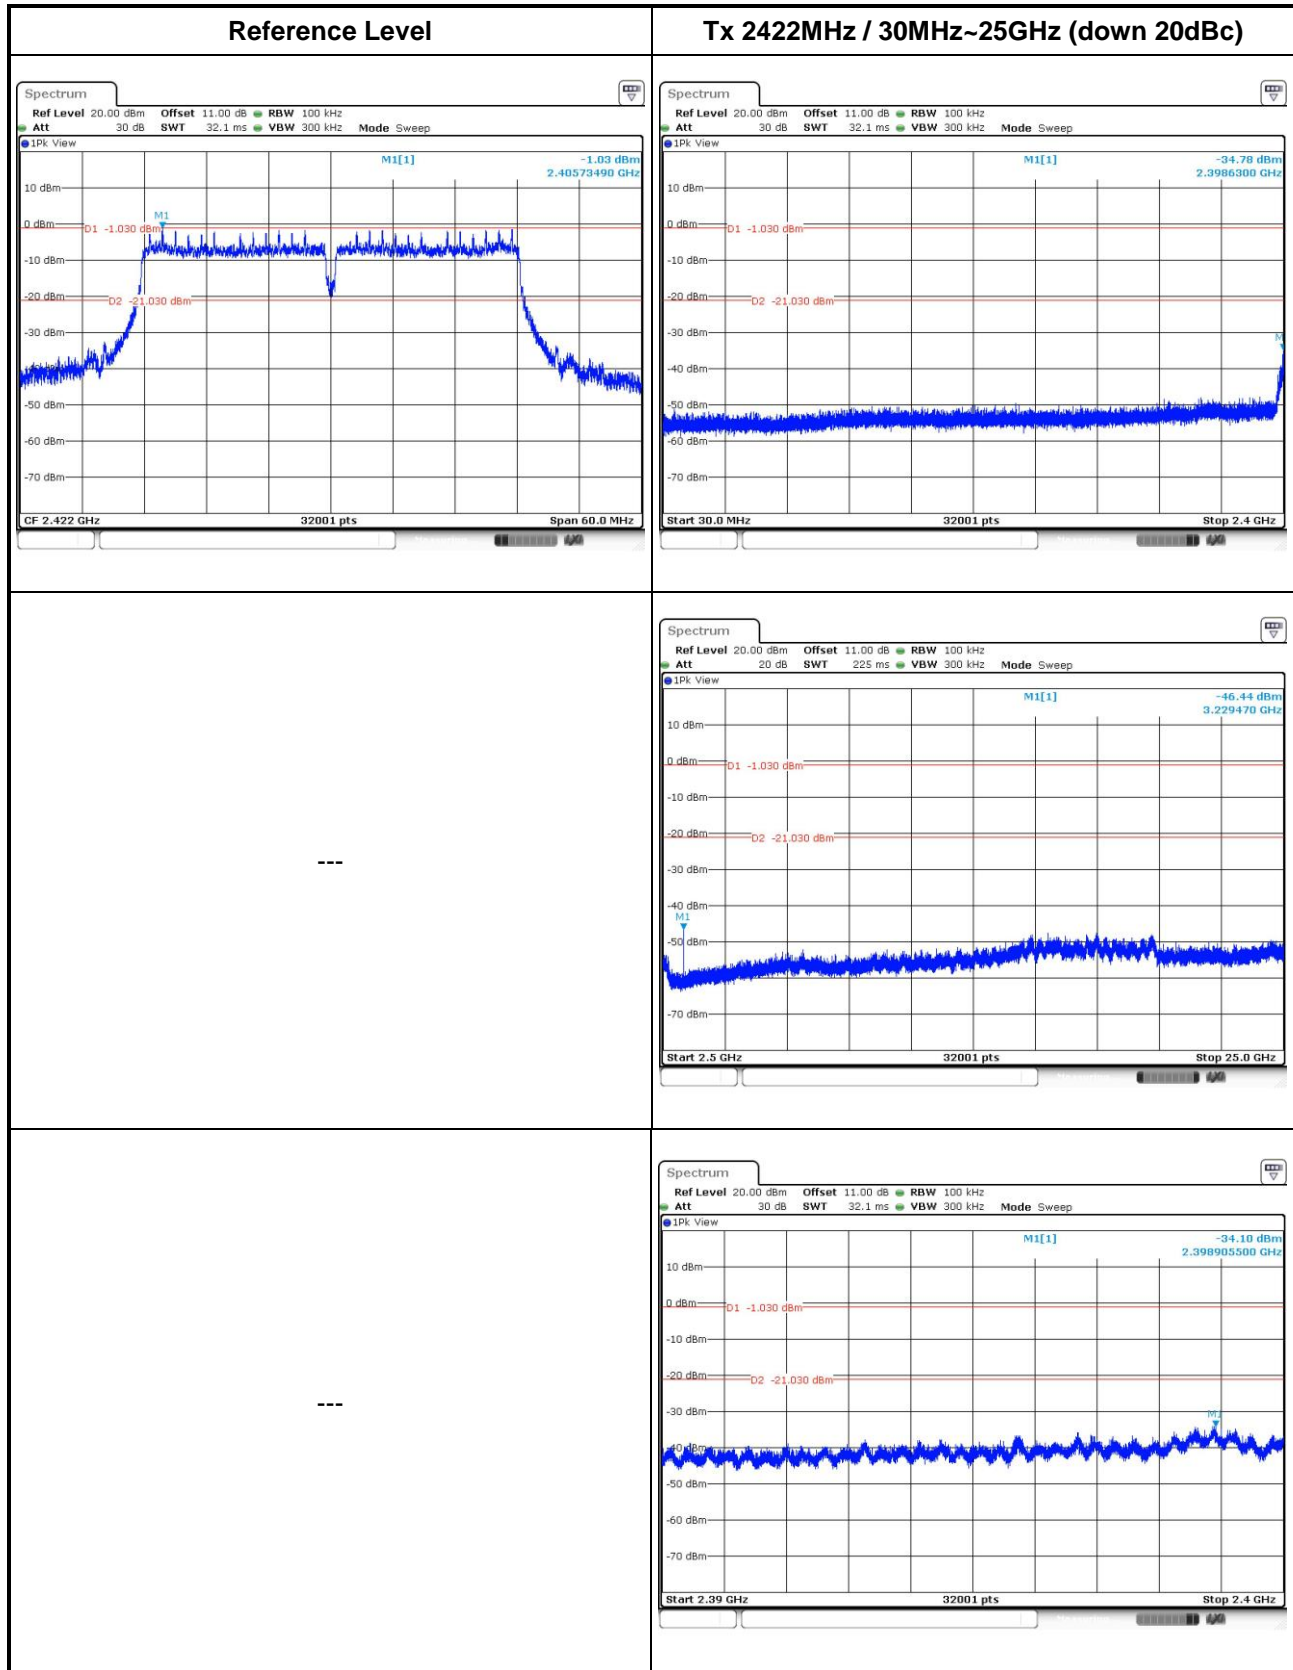 Reference Level
Tx 2422MHz / 30MHz~25GHz (down 20dBc)
Spectrum
Ref Level 20.00 dBm Offset 11.00 dB RBW 100 kHz
Att 30 dB SWT 32.1 ms VBW 300 kHz Mode Sweep
1Pk View
M1[1] -1.03 dBm
2.40573490 GHz
10 dBm
M1
0 dBm
D1 -1.030 dBm
-10 dBm
-20 dBm
D2 -21.030 dBm
-30 dBm
-50 dBm
-60 dBm
-70 dBm
CF 2.422 GHz 32001 pts Span 60.0 MHz
Spectrum
Ref Level 20.00 dBm Offset 11.00 dB RBW 100 kHz
Att 30 dB SWT 32.1 ms VBW 300 kHz Mode Sweep
1Pk View
M1[1] -34.78 dBm
2.3986300 GHz
10 dBm
0 dBm
D1 -1.030 dBm
-10 dBm
-20 dBm
D2 -21.030 dBm
-30 dBm
M
-40 dBm
-50 dBm
-60 dBm
-70 dBm
Start 30.0 MHz 32001 pts Stop 2.4 GHz
---
Spectrum
Ref Level 20.00 dBm Offset 11.00 dB RBW 100 kHz
Att 20 dB SWT 225 ms VBW 300 kHz Mode Sweep
1Pk View
M1[1] -46.44 dBm
3.229470 GHz
10 dBm
0 dBm
D1 -1.030 dBm
-10 dBm
-20 dBm
D2 -21.030 dBm
-30 dBm
-40 dBm
M1
-50 dBm
-70 dBm
Start 2.5 GHz 32001 pts Stop 25.0 GHz
---
Spectrum
Ref Level 20.00 dBm Offset 11.00 dB RBW 100 kHz
Att 30 dB SWT 32.1 ms VBW 300 kHz Mode Sweep
1Pk View
M1[1] -34.10 dBm
2.398905500 GHz
10 dBm
0 dBm
D1 -1.030 dBm
-10 dBm
-20 dBm
D2 -21.030 dBm
-30 dBm
M1
-50 dBm
-60 dBm
-70 dBm
Start 2.39 GHz 32001 pts Stop 2.4 GHz